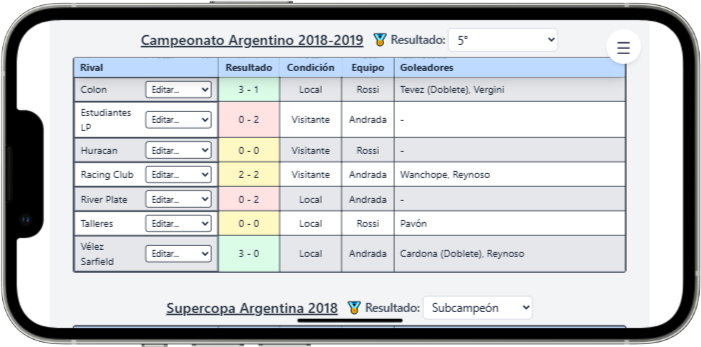 Campeonato Argentino 2018-2019 Resultado: 5°
Rival Resultado Condición Equipo Goleadores
Colon Editar... 3 - 1 Local Rossi Tevez (Doblete), Vergini
Estudiantes
LP Editar... 0 - 2 Visitante Andrada -
Huracan Editar... 0 - 0 Visitante Rossi -
Racing Club Editar... 2 - 2 Visitante Andrada Wanchope, Reynoso
River Plate Editar... 0 - 2 Local Andrada -
Talleres Editar... 0 - 0 Local Rossi Pavón
Vélez
Sarfield Editar... 3 - 0 Local Andrada Cardona (Doblete), Reynoso
Supercopa Argentina 2018 Resultado: Subcampeón